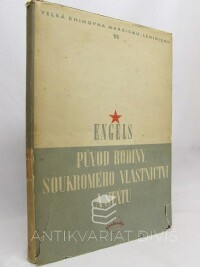 VELKÁ KNIHOVNA MARXISMU-LENINISMU
ENGELS
PŮVOD RODINY
SOUKROMÉHO VLASTNICTVÍ
A STÁTU
ANTIKVARIÁT DIVIŠ